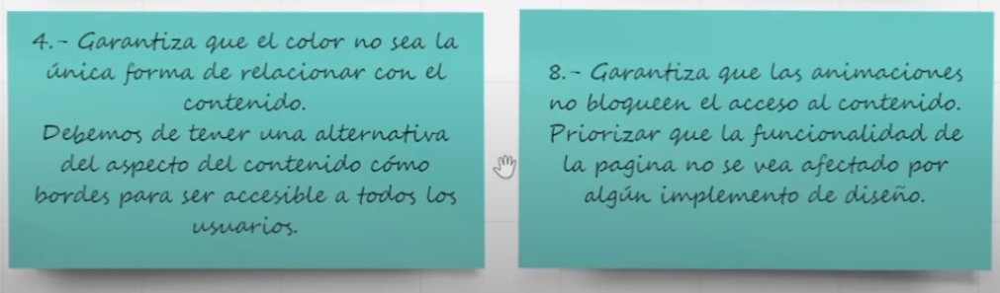 4.- Garantiza que el color no sea la
única forma de relacionar con el
contenido.
Debemos de tener una alternativa
del aspecto del contenido cómo
bordes para ser accesible a todos los
usuarios.
8.- Garantiza que las animaciones
no bloqueen el acceso al contenido.
Priorizar que la funcionalidad de
la pagina no se vea afectado por
algún implemento de diseño.